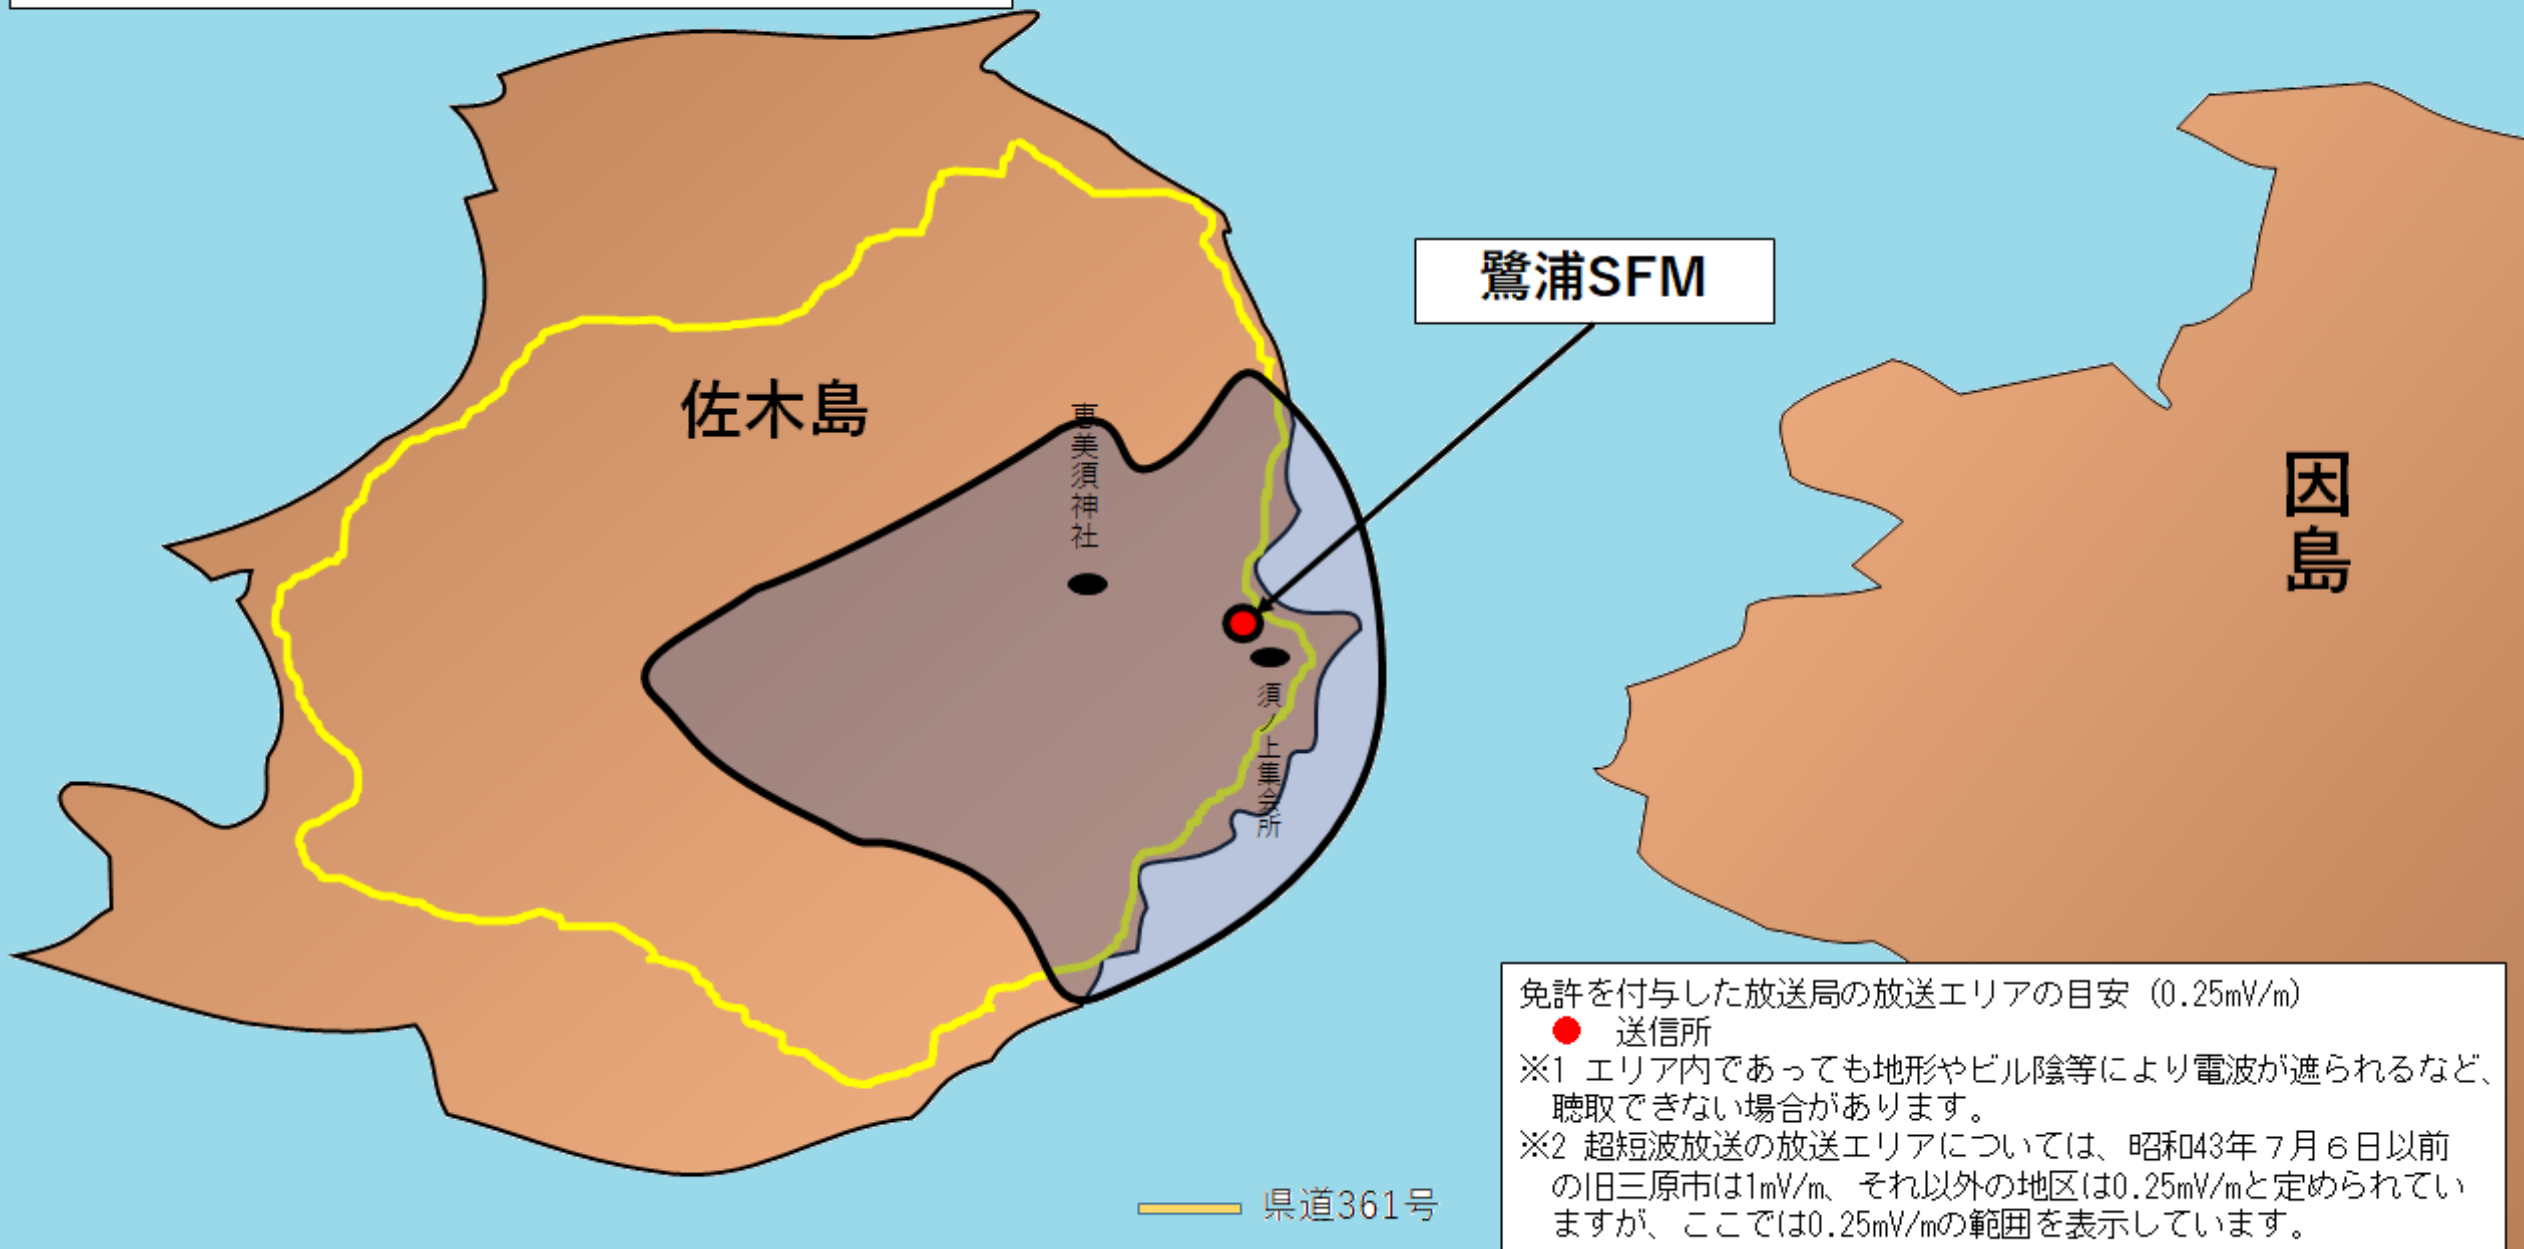 鷺浦SFM
佐木島
恵美須神社
因島
須ノ上集会所
免許を付与した放送局の放送エリアの目安（0.25mV/m）
● 送信所
※1 エリア内であっても地形やビル陰等により電波が遮られるなど、
聴取できない場合があります。
※2 超短波放送の放送エリアについては、昭和43年７月６日以前
の旧三原市は1mV/m、それ以外の地区は0.25mV/mと定められてい
ますが、ここでは0.25mV/mの範囲を表示しています。
県道361号